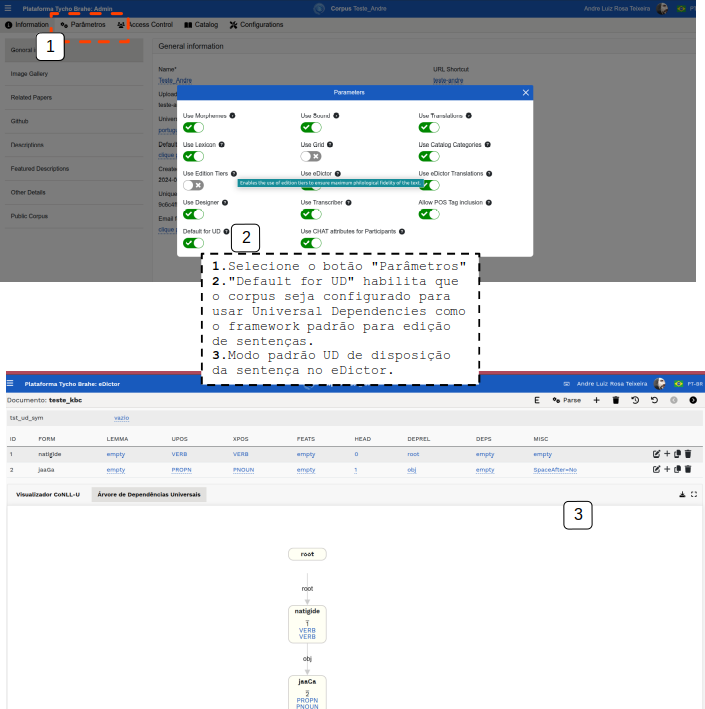 Plataforma Tycho Brahe: Admin
Corpus Teste_Andre
Andre Luiz Rosa Teixeira
PT
Information
Parâmetros
Access Control
Catalog
Configurations
1
General information
Image Gallery
Name*
URL Shortcut
Teste_Andre
teste-andre
Related Papers
Github
Descriptions
Featured Descriptions
Other Details
Public Corpus
Parameters
Use Morphemes
Use Sound
Use Translations
Use Lexicon
Use Grid
Use Catalog Categories
Use Edition Tiers
Use eDictor
Use eDictor Translations
Enables the use of edition tiers to ensure maximum philological fidelity of the text.
Use Designer
Use Transcriber
Allow POS Tag inclusion
Default for UD
Use CHAT attributes for Participants
2
1.Selecione o botão "Parâmetros"
2."Default for UD" habilita que
o corpus seja configurado para
usar Universal Dependencies como
o framework padrão para edição
de sentenças.
3.Modo padrão UD de disposição
da sentença no eDictor.
Plataforma Tycho Brahe: eDictor
Andre Luiz Rosa Teixeira
PT-BR
Documento: teste_kbc
E
Parse
txt_ud_sym
vazio
ID FORM LEMMA UPOS XPOS FEATS HEAD DEPREL DEPS MISC
1 natigide empty VERB VERB empty 0 root empty empty
2 jaaGa empty PROPN PNOUN empty 1 obj empty SpaceAfter=No
Visualizador CoNLL-U
Árvore de Dependências Universais
3
root
root
natigide
1
VERB
VERB
obj
jaaGa
2
PROPN
PNOUN